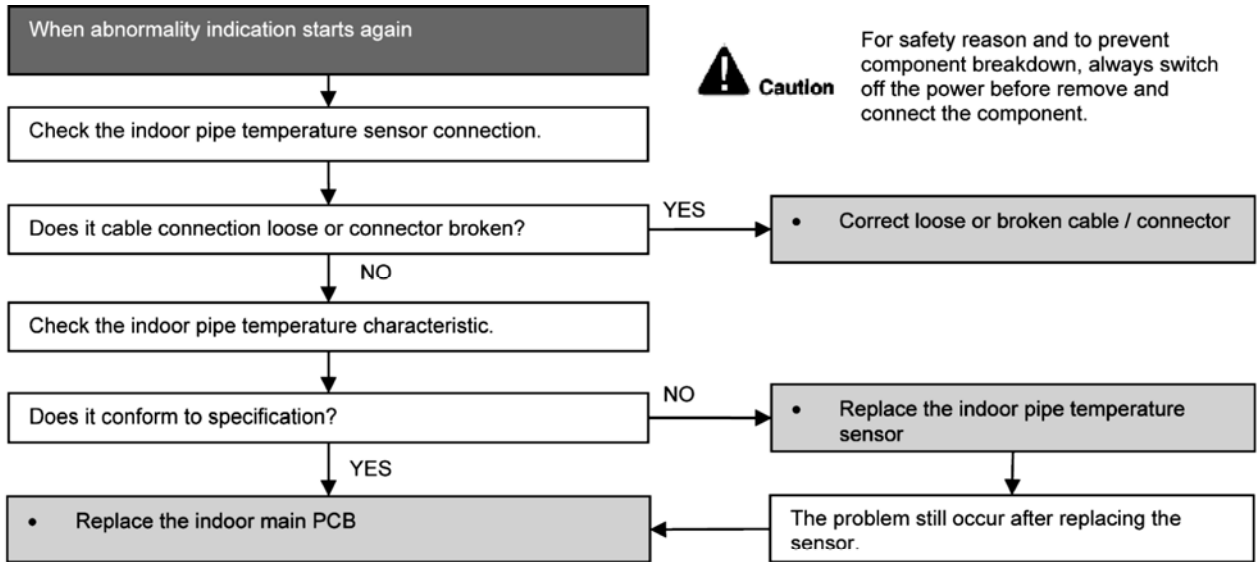 When abnormality indication starts again
Caution
For safety reason and to prevent
component breakdown, always switch
off the power before remove and
connect the component.
Check the indoor pipe temperature sensor connection.
Does it cable connection loose or connector broken?
YES
• Correct loose or broken cable / connector
NO
Check the indoor pipe temperature characteristic.
Does it conform to specification?
NO
• Replace the indoor pipe temperature
sensor
YES
• Replace the indoor main PCB
The problem still occur after replacing the
sensor.